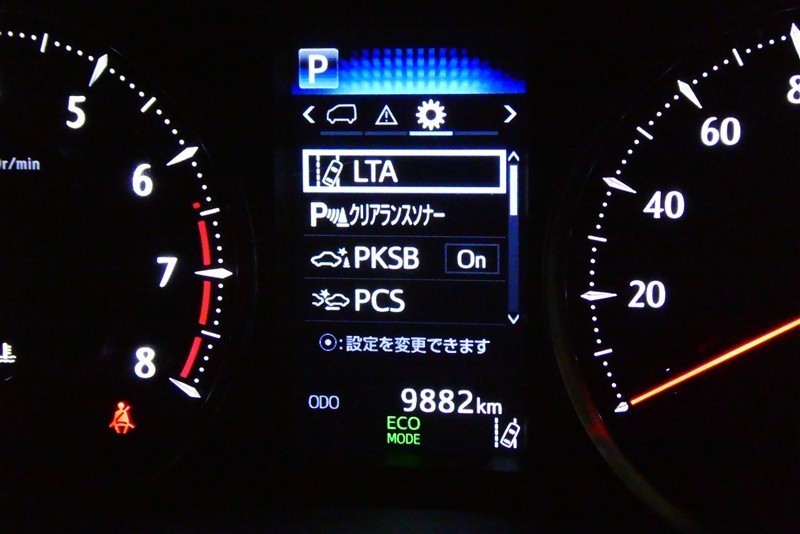 P
LTA
Pクリアランスソナー
PKSB On
PCS
:設定を変更できます
ODO 9882km
ECO
MODE
5
6
7
8
r/min
60
40
20